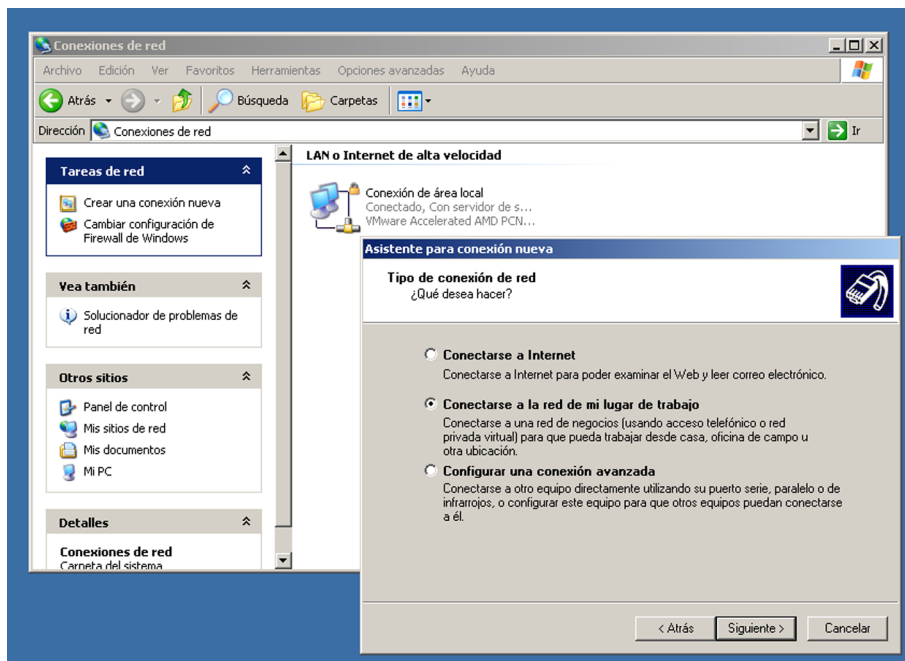 Conexiones de red
Archivo Edición Ver Favoritos Herramientas Opciones avanzadas Ayuda
Atrás Búsqueda Carpetas
Dirección Conexiones de red Ir
Tareas de red
Crear una conexión nueva
Cambiar configuración de
Firewall de Windows
Vea también
Solucionador de problemas de
red
Otros sitios
Panel de control
Mis sitios de red
Mis documentos
Mi PC
Detalles
Conexiones de red
Carpeta del sistema
LAN o Internet de alta velocidad
Conexión de área local
Conectado, Con servidor de s...
VMware Accelerated AMD PCN...
Asistente para conexión nueva
Tipo de conexión de red
¿Qué desea hacer?
Conectarse a Internet
Conectarse a Internet para poder examinar el Web y leer correo electrónico.
Conectarse a la red de mi lugar de trabajo
Conectarse a una red de negocios (usando acceso telefónico o red
privada virtual) para que pueda trabajar desde casa, oficina de campo u
otra ubicación.
Configurar una conexión avanzada
Conectarse a otro equipo directamente utilizando su puerto serie, paralelo o de
infrarrojos, o configurar este equipo para que otros equipos puedan conectarse
a él.
< Atrás Siguiente > Cancelar